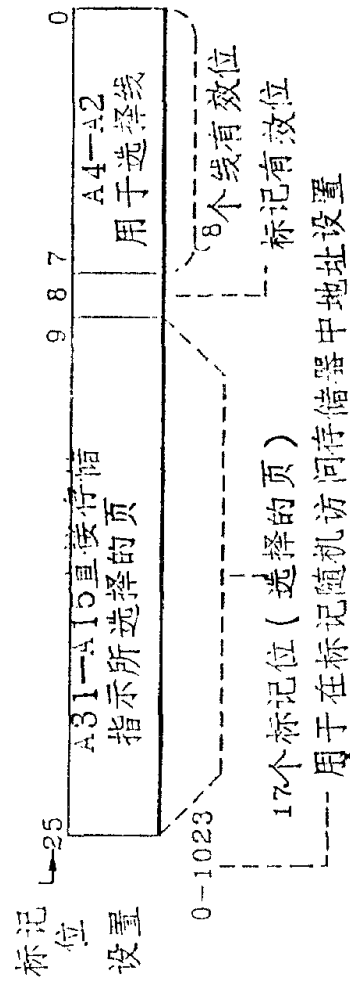 标记
位
设置
25
9 8 7
0
A31—A15直接存储
指示所选择的页
A4—A2
用于选择线
8个线有效位
标记有效位
17个标记位(选择的页)
0-1023
用于在标记随机访问存储器中地址设置